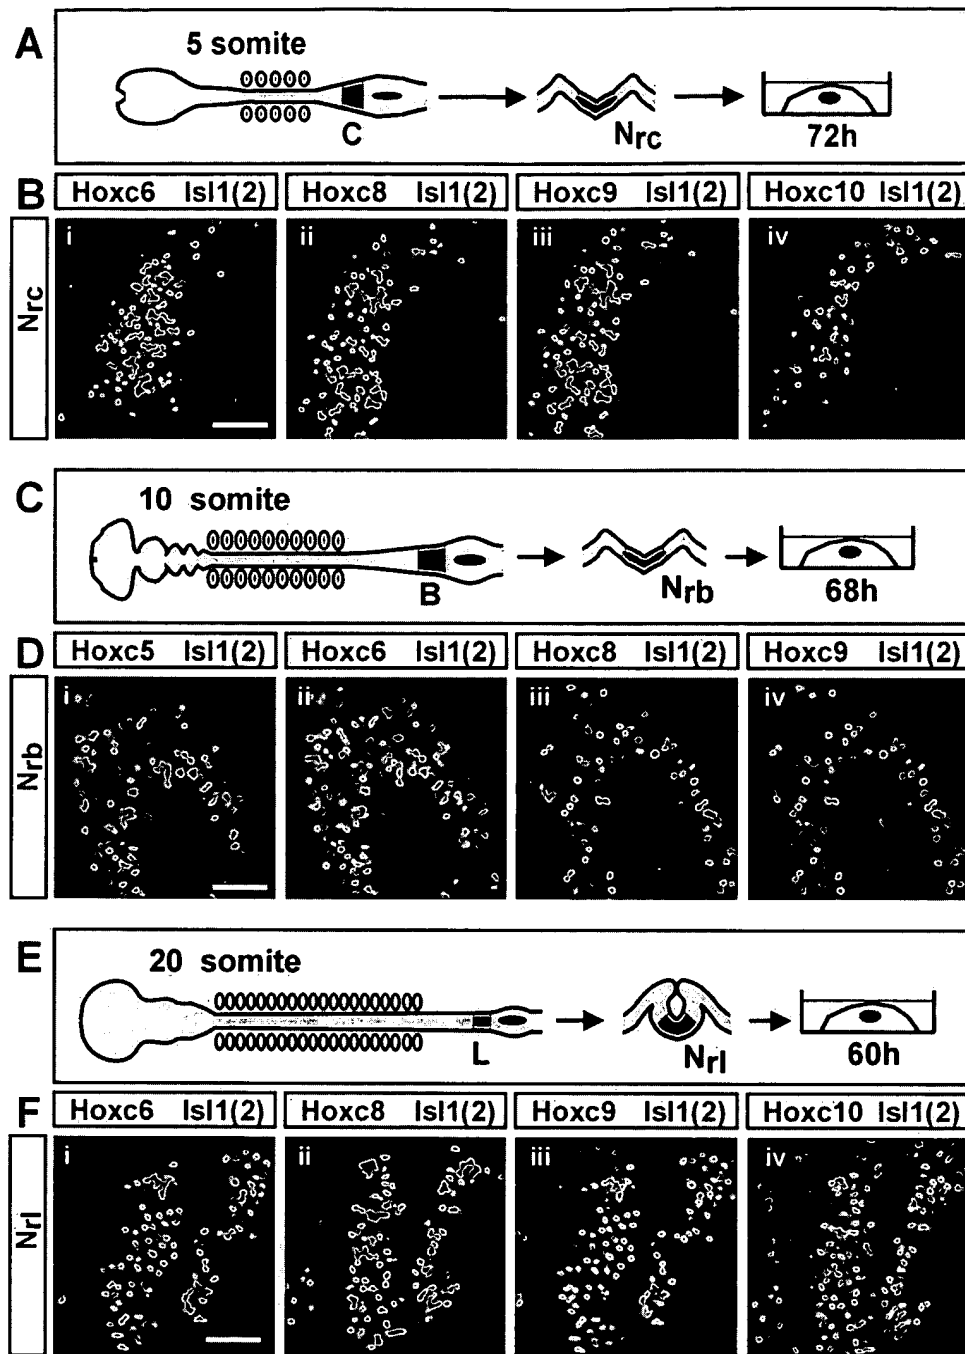 A
5 somite
C
Nrc
72h
B
Hoxc6 Isl1(2)
Hoxc8 Isl1(2)
Hoxc9 Isl1(2)
Hoxc10 Isl1(2)
Nrc
i
ii
iii
iv
C
10 somite
B
Nrb
68h
D
Hoxc5 Isl1(2)
Hoxc6 Isl1(2)
Hoxc8 Isl1(2)
Hoxc9 Isl1(2)
Nrb
i
ii
iii
iv
E
20 somite
L
Nrl
60h
F
Hoxc6 Isl1(2)
Hoxc8 Isl1(2)
Hoxc9 Isl1(2)
Hoxc10 Isl1(2)
Nrl
i
ii
iii
iv